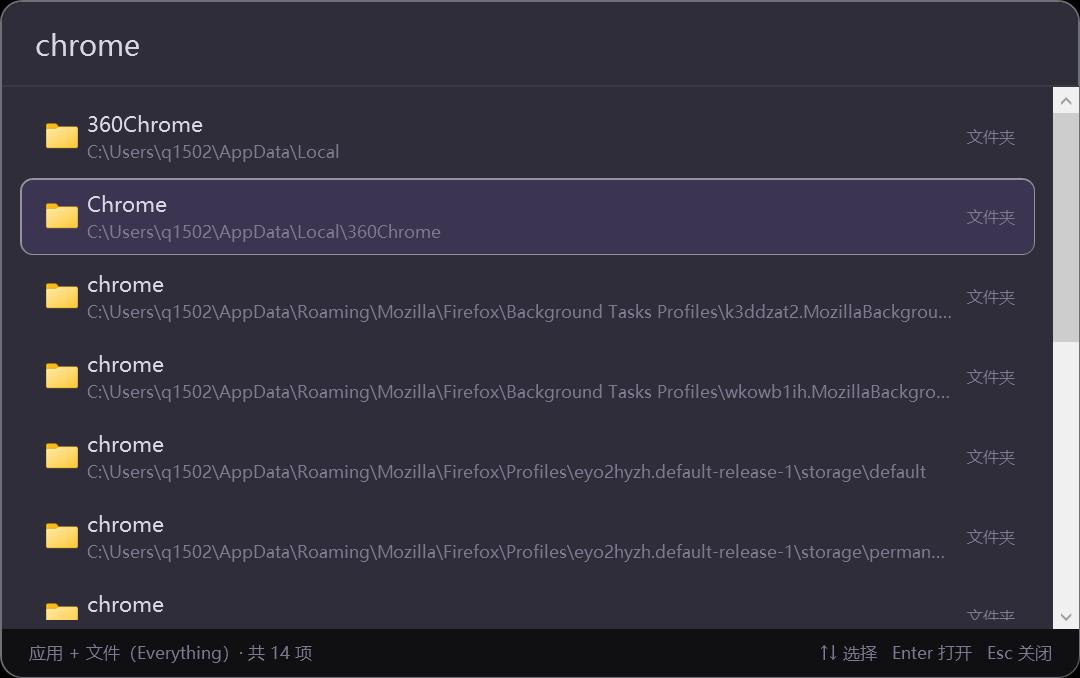 chrome
360Chrome
C:\Users\q1502\AppData\Local
文件夹
Chrome
C:\Users\q1502\AppData\Local\360Chrome
文件夹
chrome
C:\Users\q1502\AppData\Roaming\Mozilla\Firefox\Background Tasks Profiles\k3ddzat2.MozillaBackgrou...
文件夹
chrome
C:\Users\q1502\AppData\Roaming\Mozilla\Firefox\Background Tasks Profiles\wkowb1ih.MozillaBackgro...
文件夹
chrome
C:\Users\q1502\AppData\Roaming\Mozilla\Firefox\Profiles\eyo2hyzh.default-release-1\storage\default
文件夹
chrome
C:\Users\q1502\AppData\Roaming\Mozilla\Firefox\Profiles\eyo2hyzh.default-release-1\storage\perman...
文件夹
chrome
文件夹
应用 + 文件（Everything）· 共 14 项
↑↓ 选择 Enter 打开 Esc 关闭